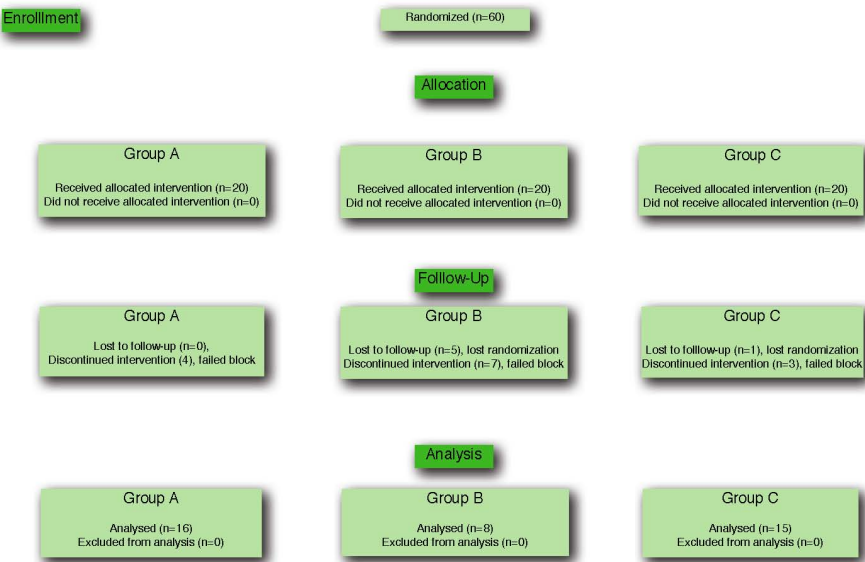 Enrolllment
Randomized (n=60)
Allocation
Group A
Received allocated intervention (n=20)
Did not receive allocated intervention (n=0)
Group B
Received allocated intervention (n=20)
Did not receive allocated intervention (n=0)
Group C
Received allocated intervention (n=20)
Did not receive allocated intervention (n=0)
Folllow-Up
Group A
Lost to follow-up (n=0),
Discontinued intervention (4), failed block
Group B
Lost to follow-up (n=5), lost randomization
Discontinued intervention (n=7), failed block
Group C
Lost to folllow-up (n=1), lost randomization
Discontinued intervention (n=3), failed block
Analysis
Group A
Analysed (n=16)
Excluded from analysis (n=0)
Group B
Analysed (n=8)
Excluded from analysis (n=0)
Group C
Analysed (n=15)
Excluded from analysis (n=0)